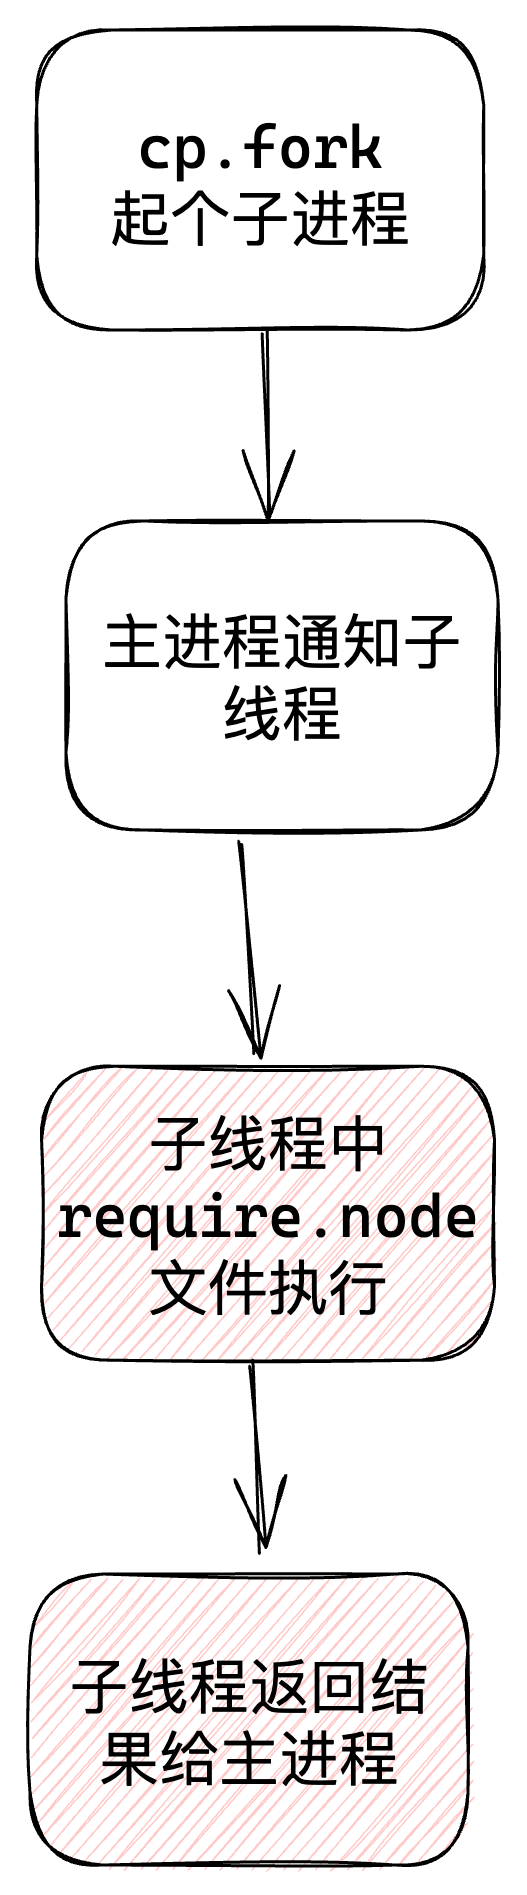 cp.fork
起个子进程
主进程通知子
线程
子线程中
require.node
文件执行
子线程返回结
果给主进程